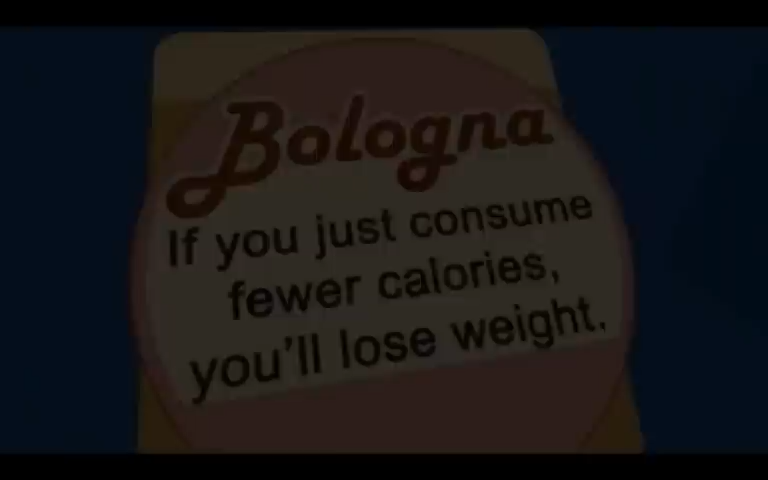 Bologna
If you just consume
fewer calories,
you'll lose weight.